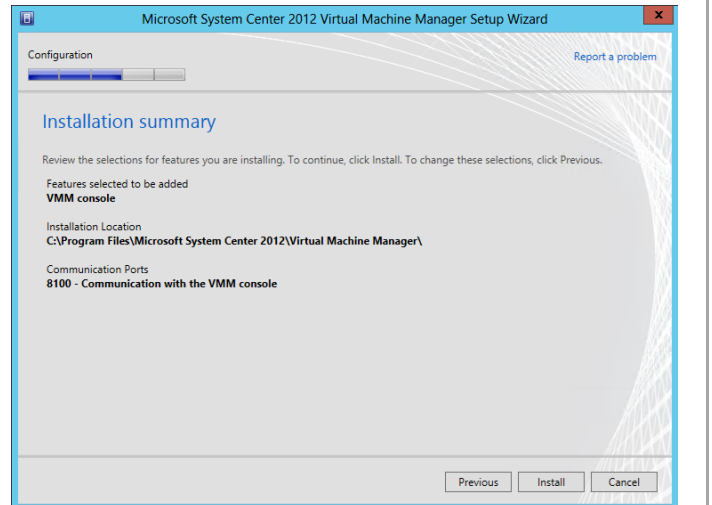 Microsoft System Center 2012 Virtual Machine Manager Setup Wizard
x
Configuration
Report a problem
Installation summary
Review the selections for features you are installing. To continue, click Install. To change these selections, click Previous.
Features selected to be added
VMM console
Installation Location
C:\Program Files\Microsoft System Center 2012\Virtual Machine Manager\
Communication Ports
8100 - Communication with the VMM console
Previous
Install
Cancel